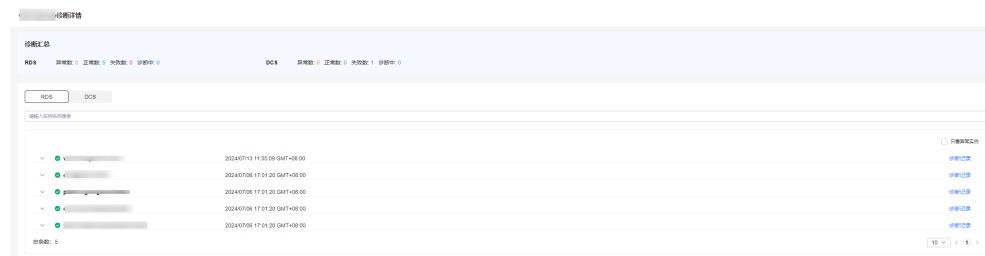 诊断详情
诊断汇总
RDS 异常数: 0 正常数: 5 失败数: 0 诊断中: 0 DCS 异常数: 0 正常数: 0 失败数: 1 诊断中: 0
RDS DCS
请输入实例名称搜索
只看异常实例
2024/07/13 11:35:09 GMT+08:00 诊断记录
2024/07/06 17:01:20 GMT+08:00 诊断记录
2024/07/06 17:01:20 GMT+08:00 诊断记录
2024/07/06 17:01:20 GMT+08:00 诊断记录
2024/07/06 17:01:20 GMT+08:00 诊断记录
总条数: 5 10 < 1 >